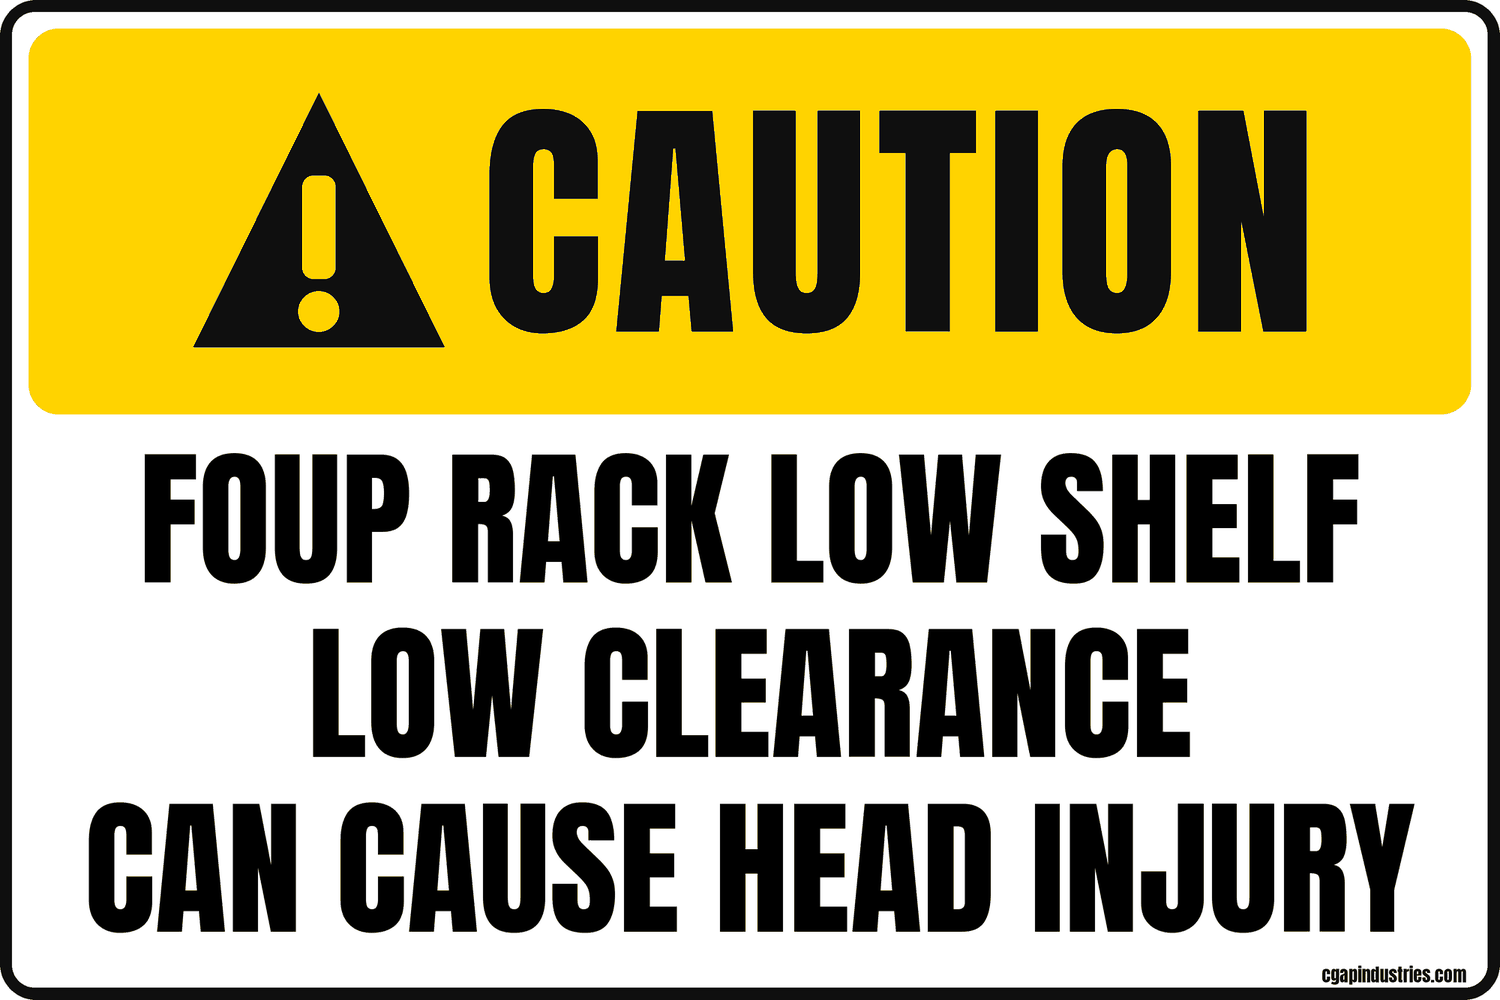 CAUTION
FOUP RACK LOW SHELF
LOW CLEARANCE
CAN CAUSE HEAD INJURY
cgapindustries.com